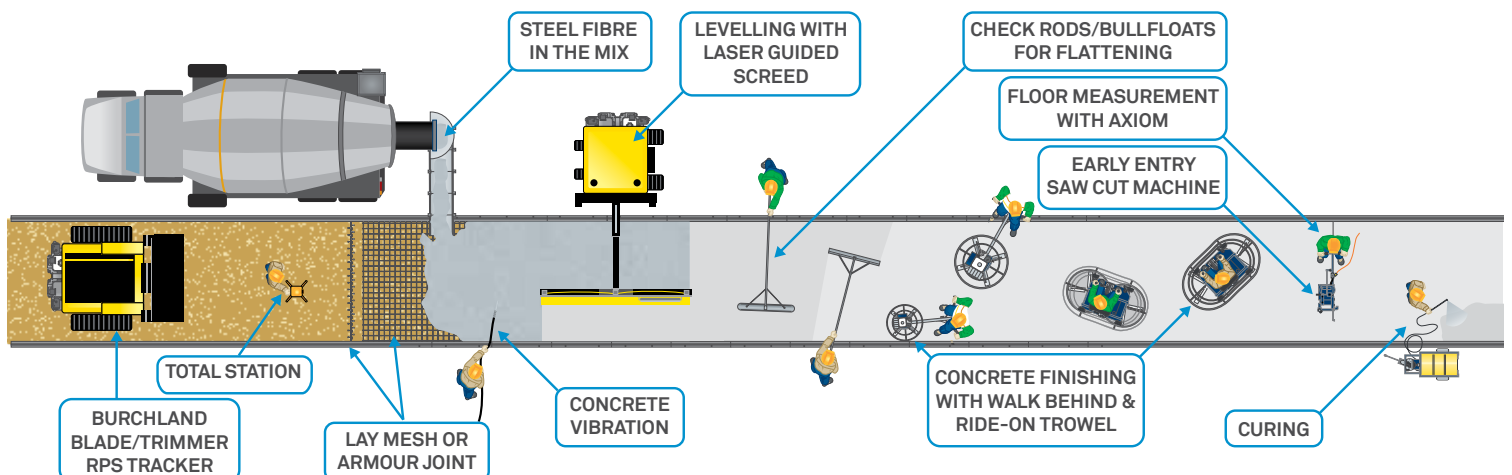 STEEL FIBRE
IN THE MIX
LEVELLING WITH
LASER GUIDED
SCREED
CHECK RODS/BULLFLOATS
FOR FLATTENING
FLOOR MEASUREMENT
WITH AXIOM
EARLY ENTRY
SAW CUT MACHINE
TOTAL STATION
BURCHLAND
BLADE/TRIMMER
RPS TRACKER
LAY MESH OR
ARMOUR JOINT
CONCRETE
VIBRATION
CONCRETE FINISHING
WITH WALK BEHIND &
RIDE-ON TROWEL
CURING